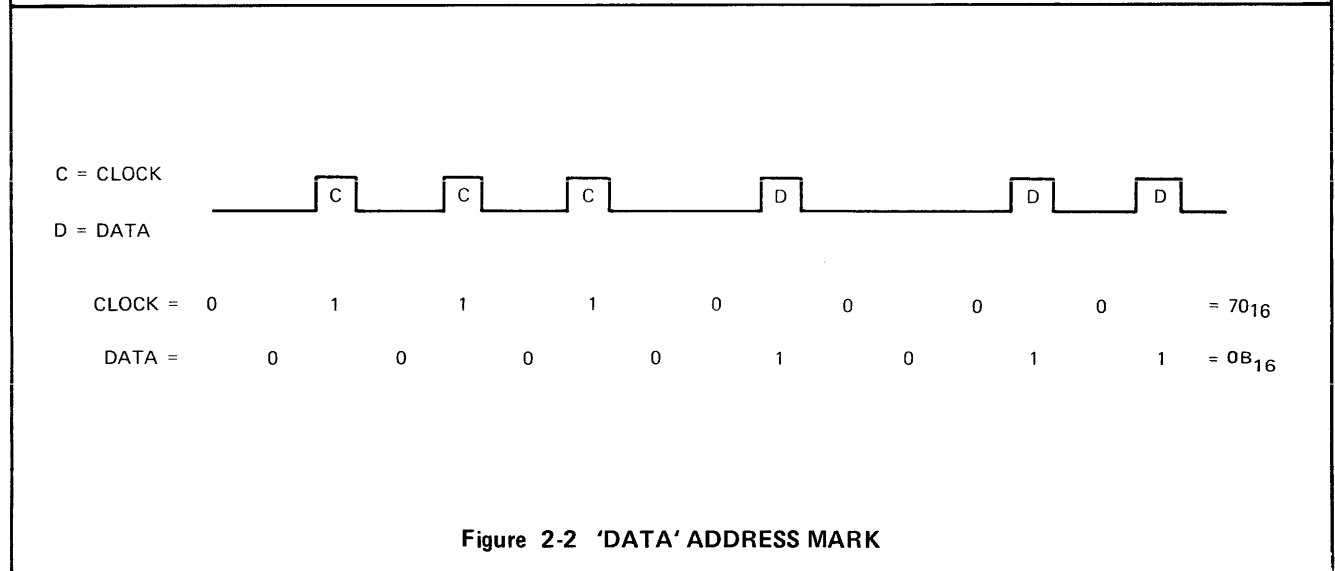 C = CLOCK
C C C D D D
D = DATA
CLOCK = 0 1 1 1 0 0 0 0 = 70₁₆
DATA = 0 0 0 0 1 0 1 1 = 0B₁₆
Figure 2-2 'DATA' ADDRESS MARK